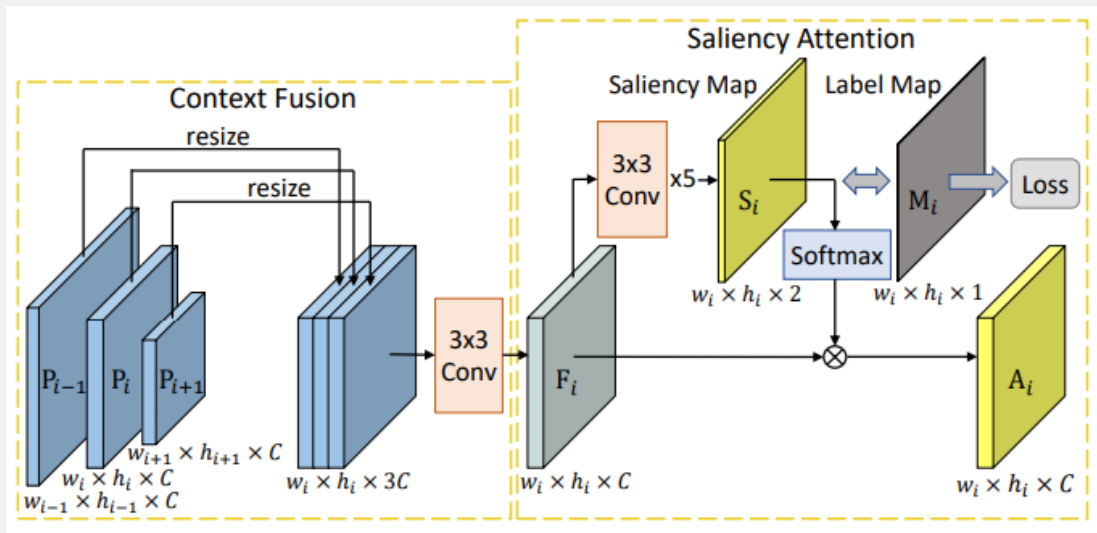 Saliency Attention
Context Fusion
resize
resize
Saliency Map
Label Map
3x3
Conv
x5
S_i
M_i
Loss
Softmax
w_i × h_i × 2
w_i × h_i × 1
P_{i−1}
P_i
P_{i+1}
3x3
Conv
F_i
A_i
w_{i+1} × h_{i+1} × C
w_i × h_i × C
w_{i−1} × h_{i−1} × C
w_i × h_i × 3C
w_i × h_i × C
w_i × h_i × C